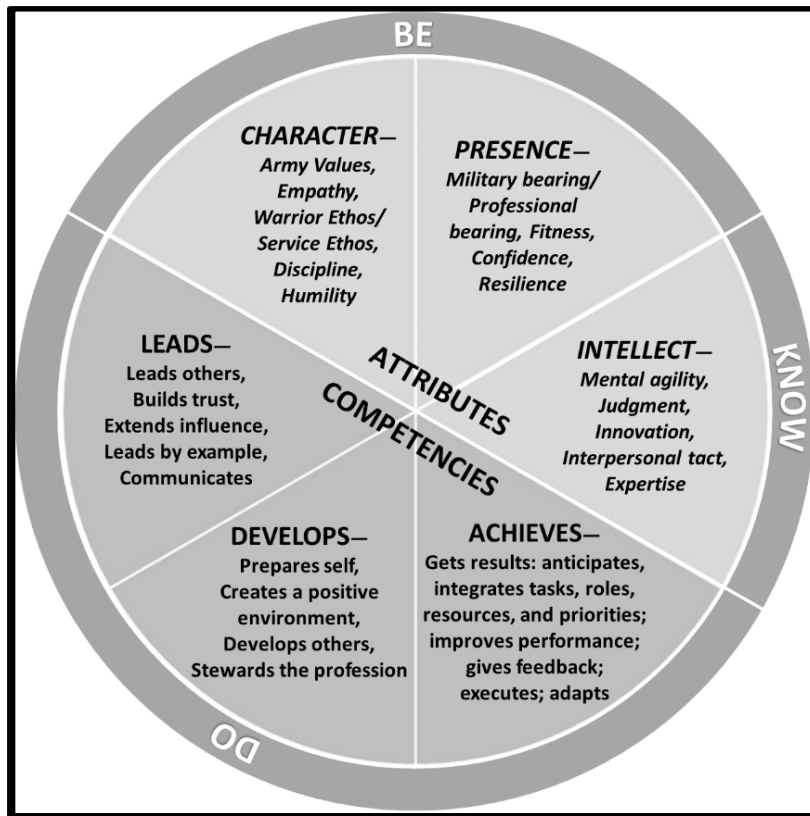 BE
CHARACTER—
Army Values,
Empathy,
Warrior Ethos/
Service Ethos,
Discipline,
Humility
PRESENCE—
Military bearing/
Professional
bearing, Fitness,
Confidence,
Resilience
KNOW
INTELLECT—
Mental agility,
Judgment,
Innovation,
Interpersonal tact,
Expertise
ATTRIBUTES
COMPETENCIES
LEADS—
Leads others,
Builds trust,
Extends influence,
Leads by example,
Communicates
DEVELOPS—
Prepares self,
Creates a positive
environment,
Develops others,
Stewards the profession
ACHIEVES—
Gets results: anticipates,
integrates tasks, roles,
resources, and priorities;
improves performance;
gives feedback;
executes; adapts
DO